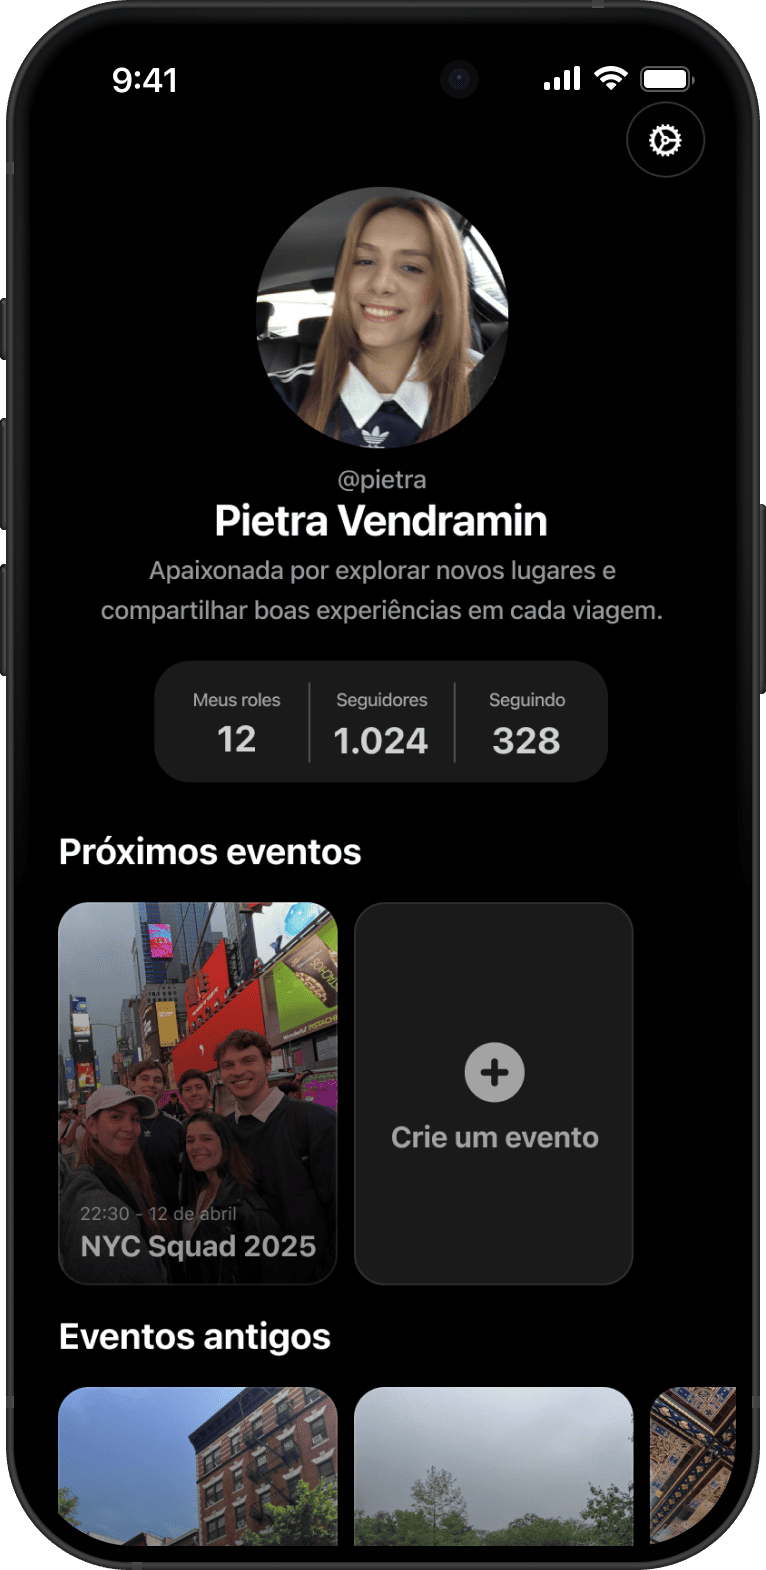 9:41
@pietra
Pietra Vendramin
Apaixonada por explorar novos lugares e
compartilhar boas experiências em cada viagem.
Meus roles
Seguidores
Seguindo
12
1.024
328
Próximos eventos
22:30 - 12 de abril
NYC Squad 2025
Crie um evento
Eventos antigos